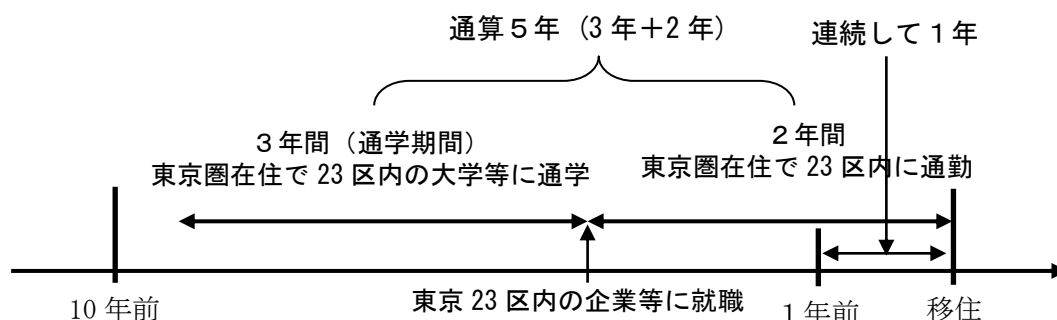 通算５年（3 年＋2 年）
連続して１年
３年間（通学期間）
東京圏在住で 23 区内の大学等に通学
２年間
東京圏在住で 23 区内に通勤
10 年前
東京 23 区内の企業等に就職
１年前
移住